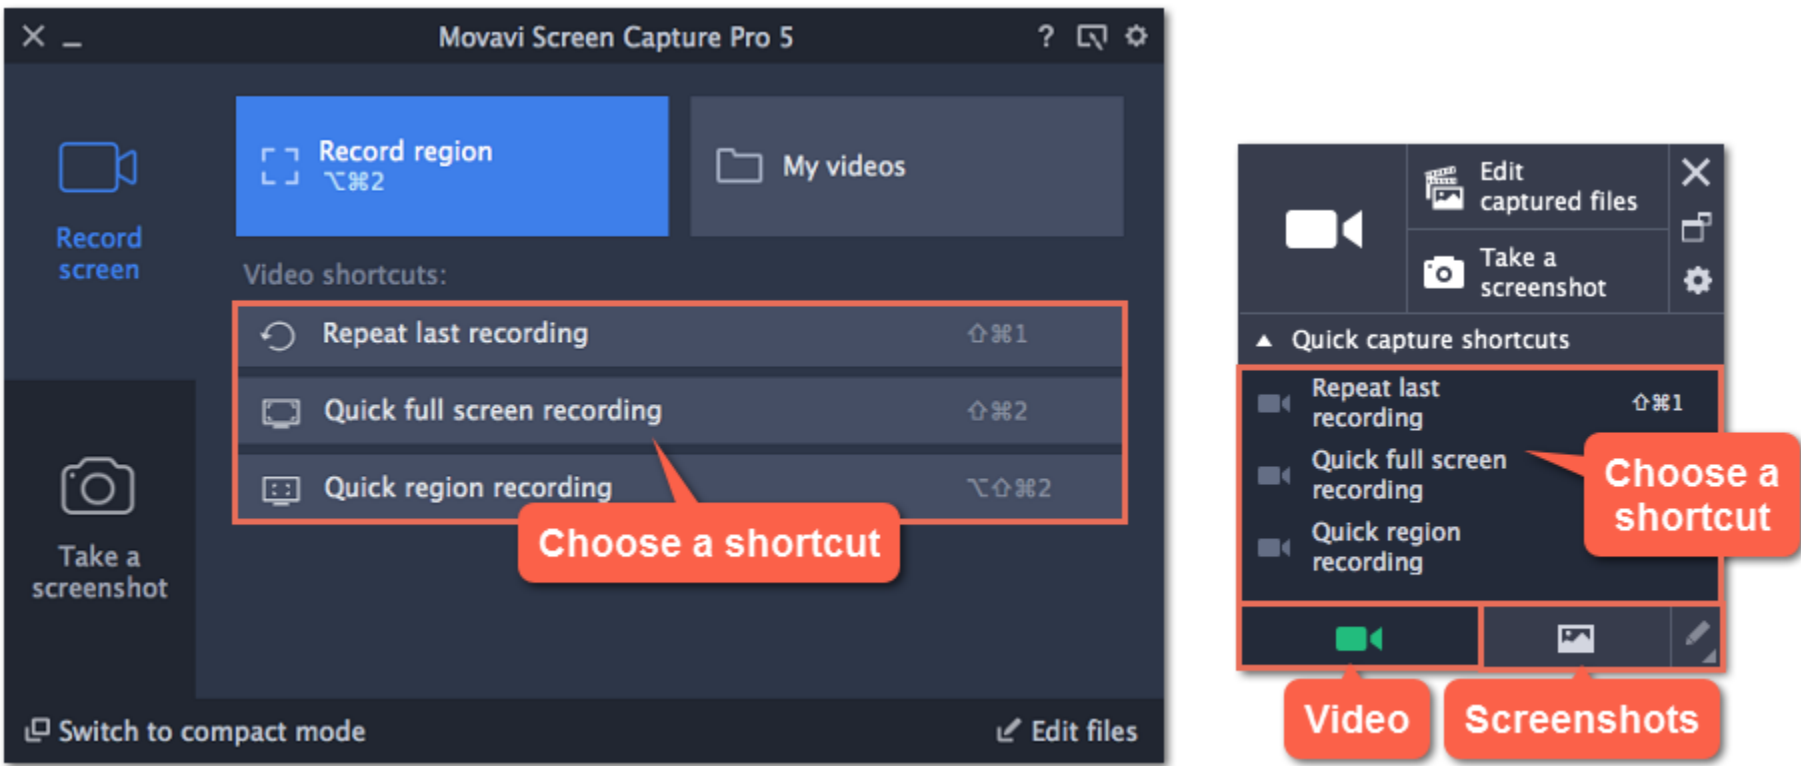 Movavi Screen Capture Pro 5
?
Record region
⌥⌘2
My videos
Record
screen
Video shortcuts:
Repeat last recording ⇧⌘1
Quick full screen recording ⇧⌘2
Quick region recording ⌥⇧⌘2
Choose a shortcut
Take a
screenshot
Switch to compact mode
Edit files
Edit
captured files
Take a
screenshot
Quick capture shortcuts
Repeat last
recording ⇧⌘1
Quick full screen
recording
Quick region
recording
Choose a
shortcut
Video
Screenshots